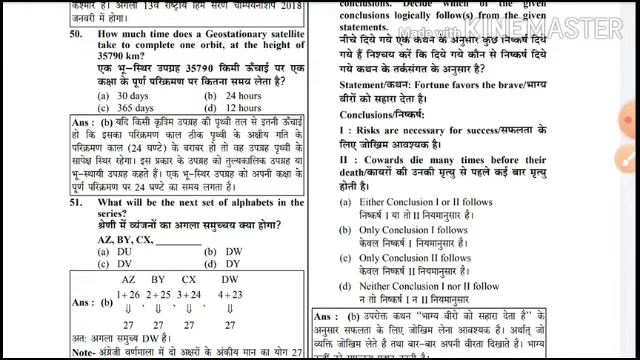 कश्मीर है। अगला 13वां राष्ट्रीय हिम सरण चैम्पियनशिप 2018
जनवरी में होगा।
50. How much time does a Geostationary satellite
take to complete one orbit, at the height of
35790 km?
एक भू-स्थिर उपग्रह 35790 किमी ऊँचाई पर एक
कक्षा के पूर्ण परिक्रमण पर कितना समय लेता है?
(a) 30 days (b) 24 hours
(c) 365 days (d) 12 hours
Ans : (b) यदि किसी कृत्रिम उपग्रह की पृथ्वी तल से इतनी ऊँचाई
हो कि इसका परिक्रमण काल ठीक पृथ्वी के अक्षीय गति के
परिक्रमण काल (24 घण्टे) के बराबर हो तो वह उपग्रह पृथ्वी के
सापेक्ष स्थिर रहेगा। इस प्रकार के उपग्रह को तुल्यकालिक उपग्रह या
भू-स्थायी उपग्रह कहते हैं। एक भू-स्थिर उपग्रह को अपनी कक्षा के
पूर्ण परिक्रमण पर 24 घण्टे का समय लगता है।
51. What will be the next set of alphabets in the
series?
श्रेणी में व्यंजनों का अगला समुच्चय क्या होगा?
AZ, BY, CX, ________
(a) DU (b) DW
(c) DV (d) DY
AZ BY CX DW
Ans : (b) 1+26 , 2+25 , 3+24 , 4+23
⇓ ⇓ ⇓ ⇓
27 27 27 27
अत: अगला समुच्य DW है।
Note- अंग्रेजी वर्णमाला में दो अक्षरों के अंकीय मान का योग 27
conclusions. Decide which of the given
conclusions logically follow(s) from the given
statements.
नीचे दिये गये एक कथन के अनुसार कुछ निष्कर्ष दिये
गये हैं निश्चय करें कि दिये गये कौन से निष्कर्ष दिये
गये कथन के तर्कसंगत के अनुसार है?
Statement/कथन: Fortune favors the brave/भाग्य
वीरों को सहारा देता है।
Conclusions/निष्कर्ष:
I : Risks are necessary for success/सफलता के
लिए जोखिम आवश्यक है।
II : Cowards die many times before their
death/कायरों की उनकी मृत्यु से पहले कई बार मृत्यु
होती है।
(a) Either Conclusion I or II follows
निष्कर्ष I या तो II नियमानुसार है।
(b) Only Conclusion I follows
केवल निष्कर्ष I नियमानुसार है।
(c) Only Conclusion II follows
केवल निष्कर्ष II नियमानुसार है।
(d) Neither Conclusion I nor II follow
न तो निष्कर्ष I न II नियमानुसार
Ans : (b) उपरोक्त कथन "भाग्य वीरों को सहारा देता है" के
अनुसार सफलता के लिए जोखिम लेना आवश्यक है। अर्थात् जो
व्यक्ति जोखिम लेते है तथा बार-बार अपनी वीरता दिखाते है। भाग्य
Made with KINEMASTER